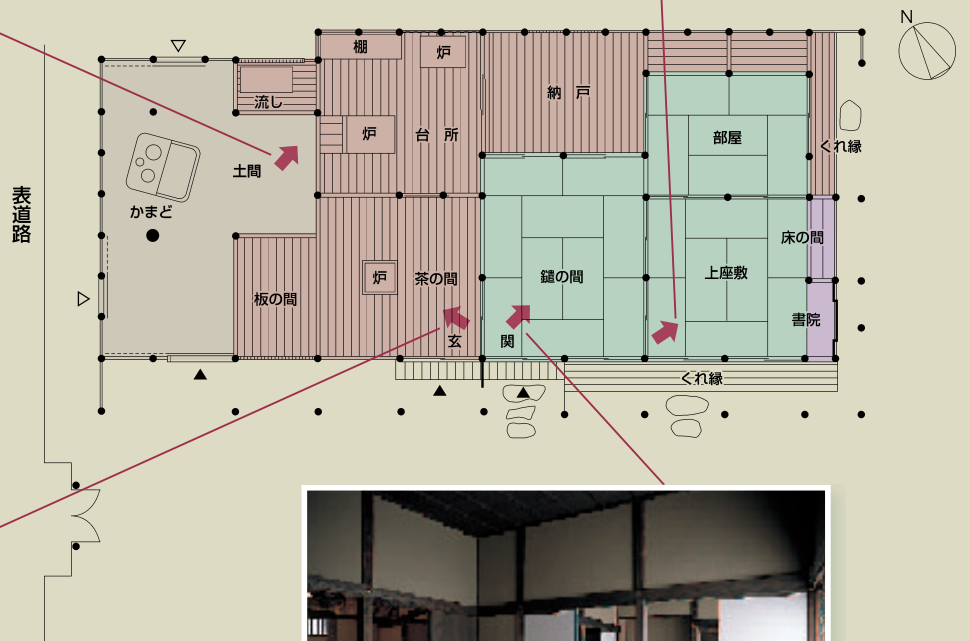 N
棚
炉
流し
炉
台所
納戸
部屋
くれ縁
土間
かまど
表道路
床の間
炉
茶の間
鑓の間
上座敷
板の間
書院
玄関
くれ縁